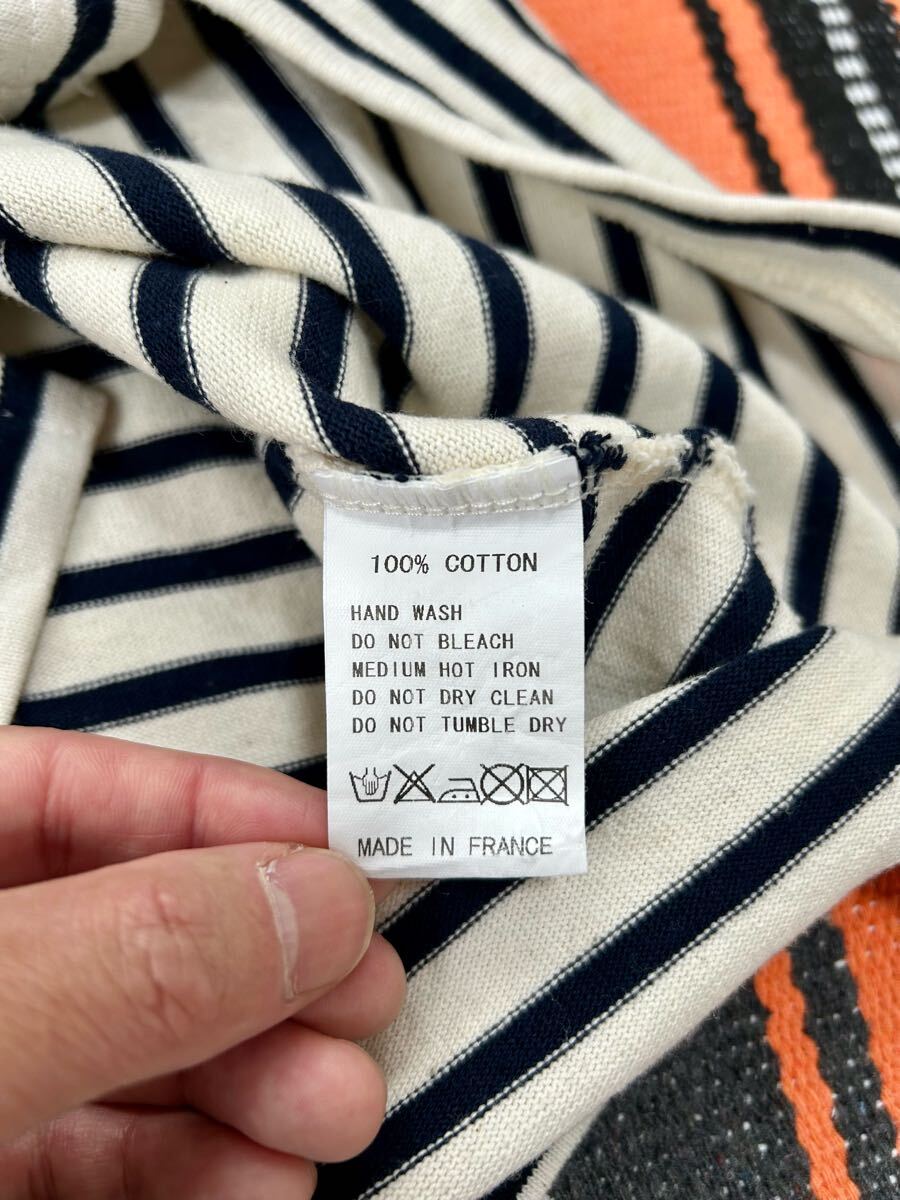 100% COTTON
HAND WASH
DO NOT BLEACH
MEDIUM HOT IRON
DO NOT DRY CLEAN
DO NOT TUMBLE DRY
MADE IN FRANCE